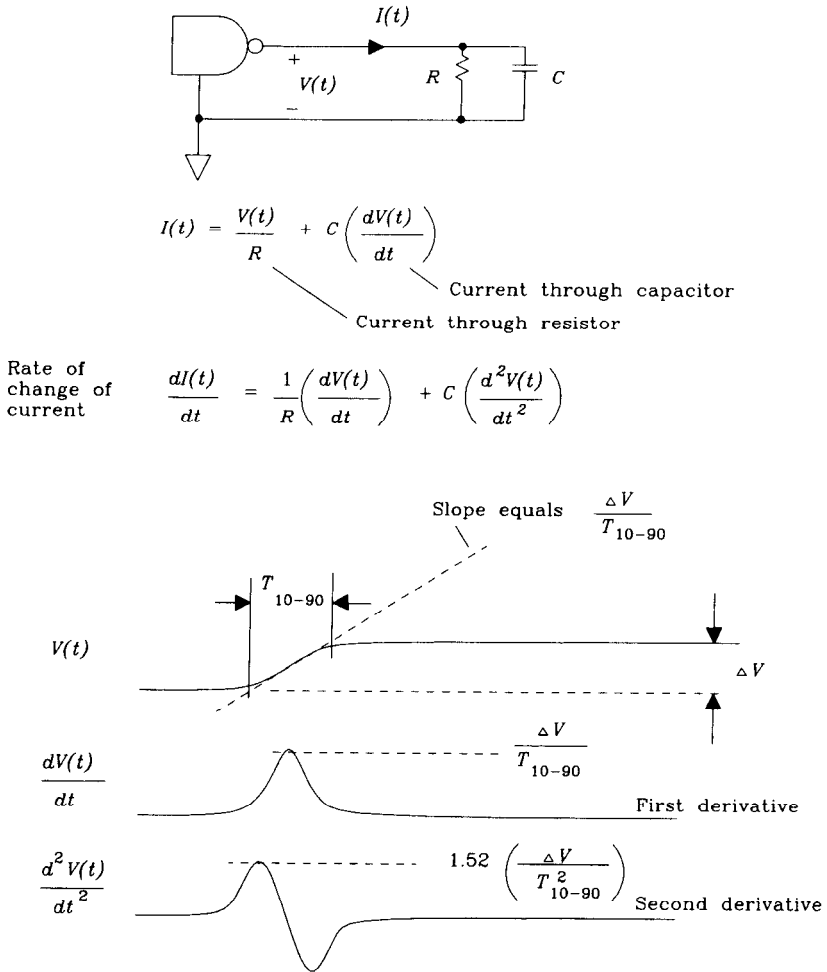 I(t)
+
V(t)
−
R
C
I(t) = V(t)/R + C (dV(t)/dt)
Current through capacitor
Current through resistor
Rate of
change of
current
dI(t)/dt = 1/R (dV(t)/dt) + C (d²V(t)/dt²)
Slope equals ΔV/T₁₀₋₉₀
T₁₀₋₉₀
V(t)
ΔV
dV(t)/dt
ΔV/T₁₀₋₉₀
First derivative
d²V(t)/dt²
1.52 (ΔV/T²₁₀₋₉₀)
Second derivative